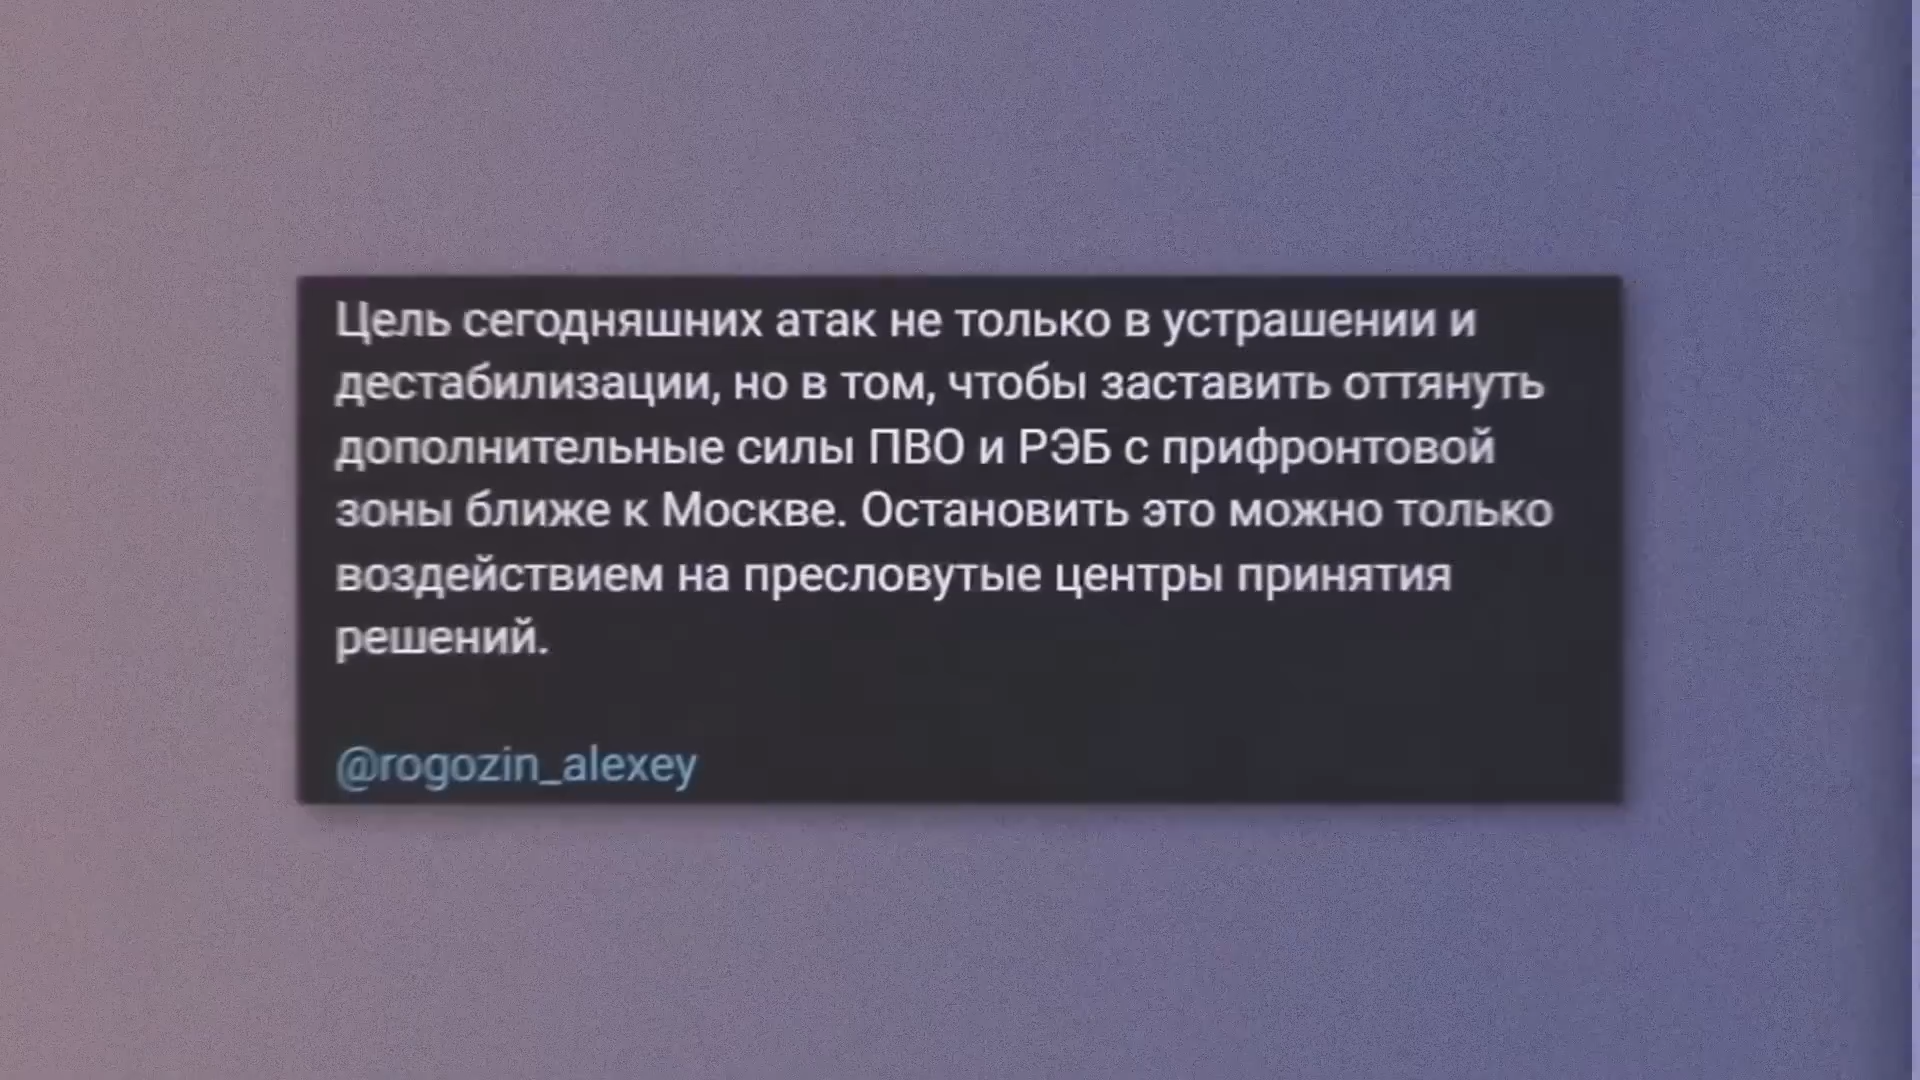 Цель сегодняшних атак не только в устрашении и
дестабилизации, но в том, чтобы заставить оттянуть
дополнительные силы ПВО и РЭБ с прифронтовой
зоны ближе к Москве. Остановить это можно только
воздействием на пресловутые центры принятия
решений.
@rogozin_alexey